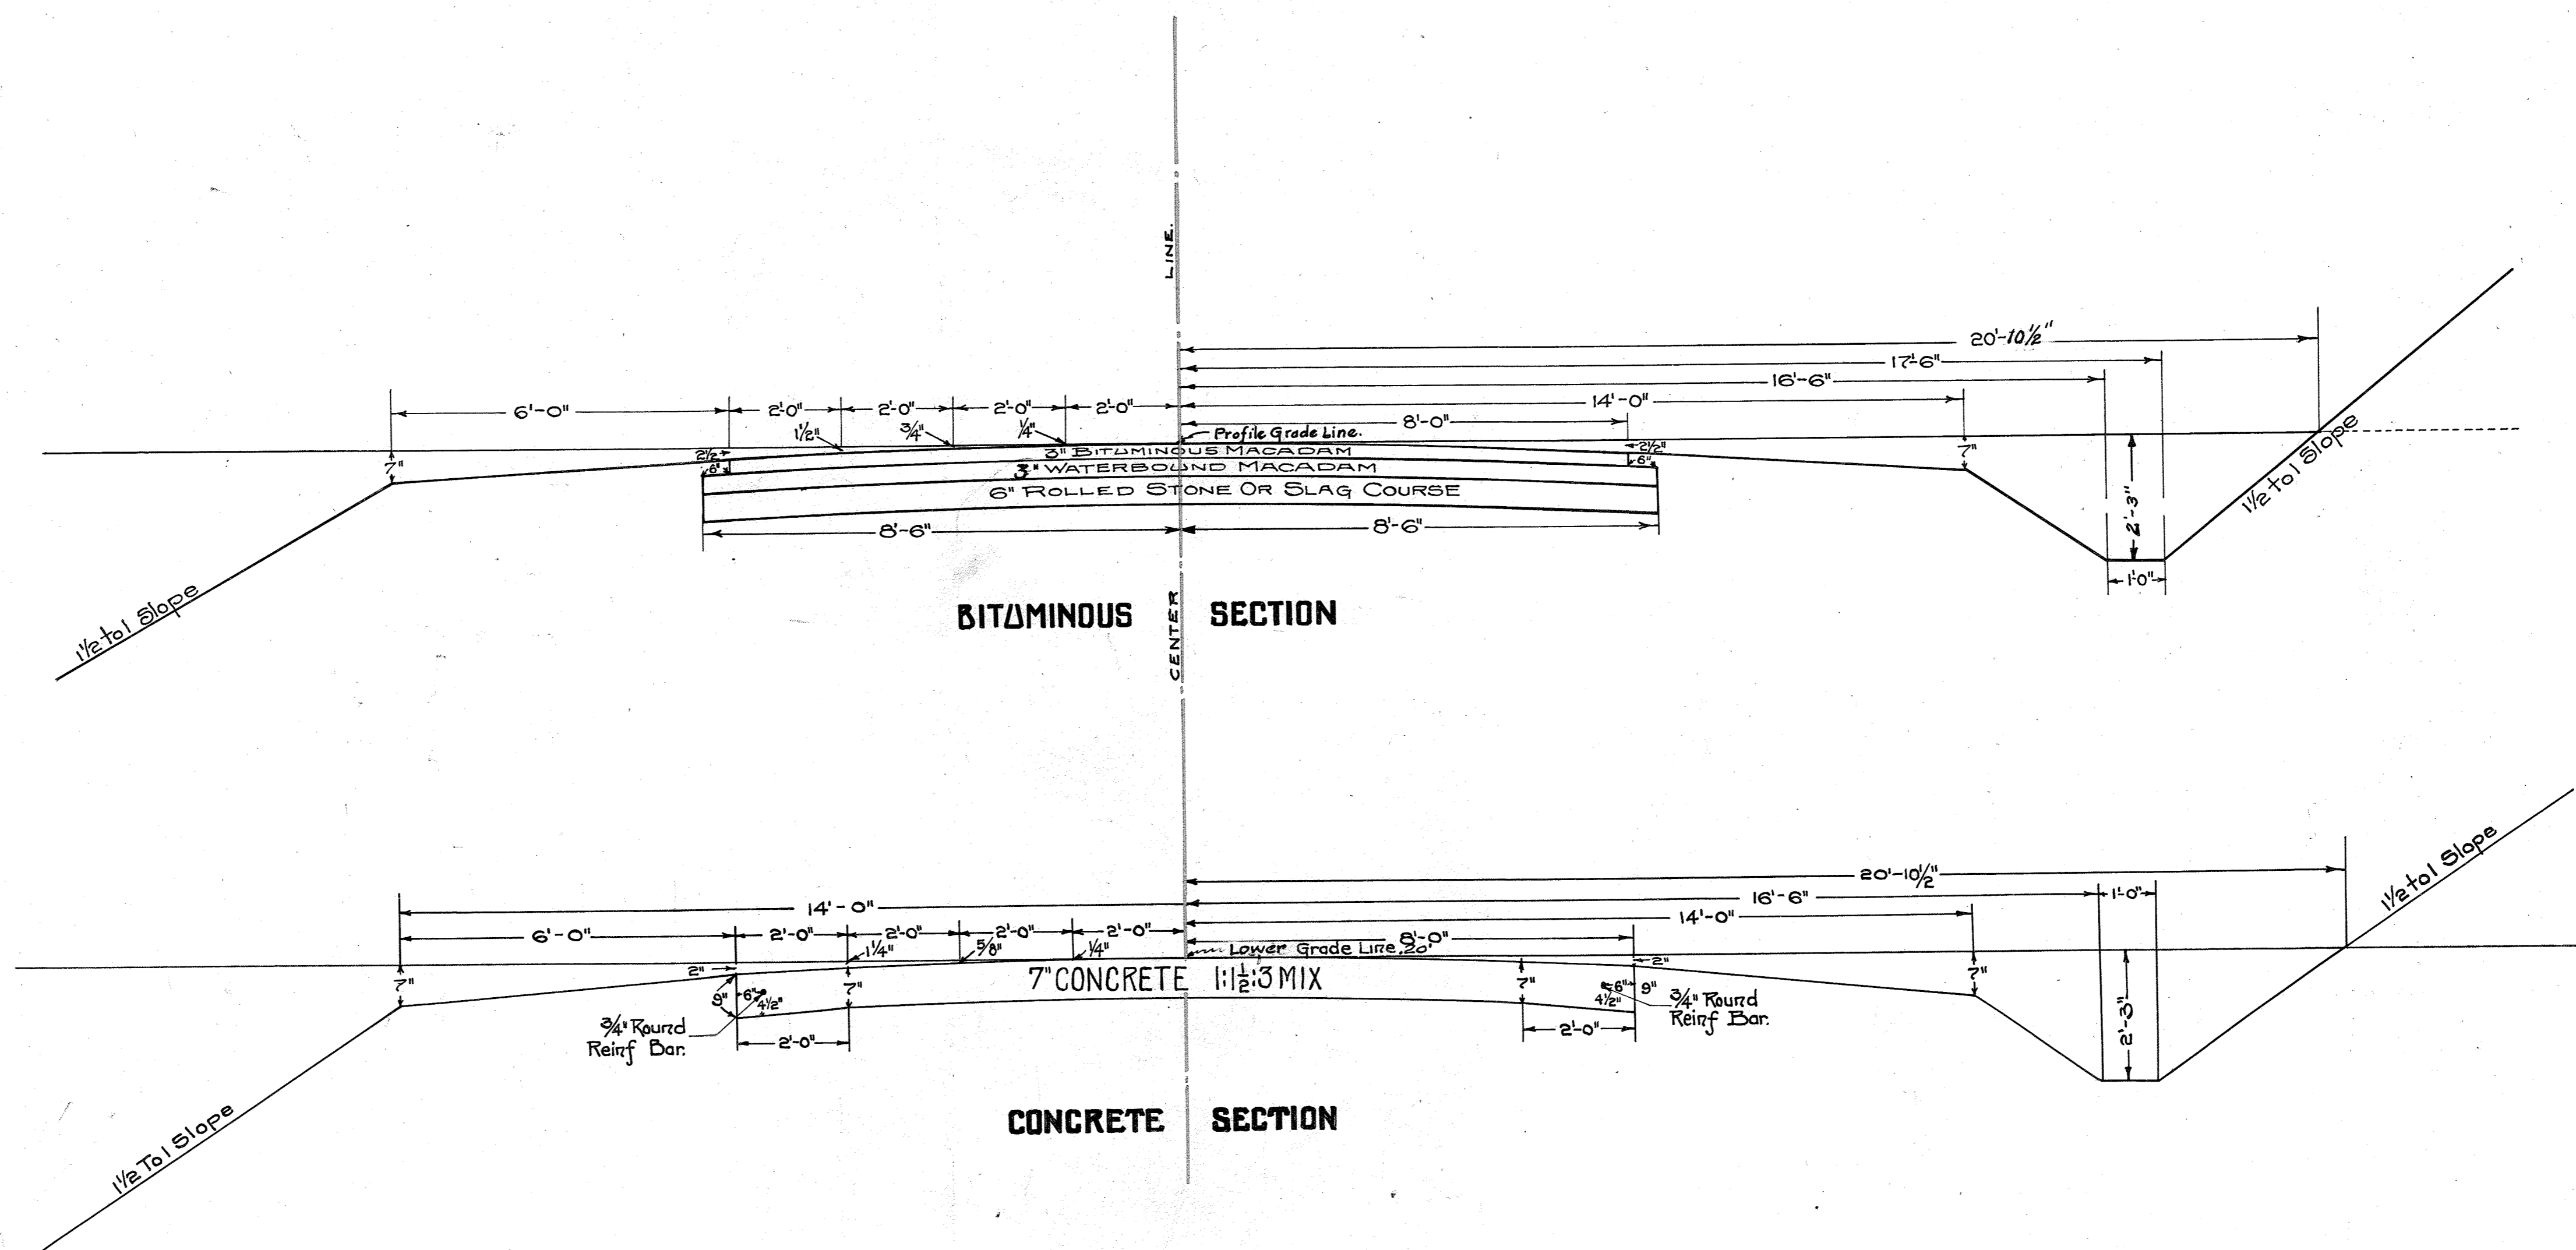 LINE.
20'-10½"
17'-6"
16'-6"
6'-0" 2'-0" 2'-0" 2'-0" 2'-0" 14'-0"
8'-0"
1½" ¾" ¼" Profile Grade Line.
7" 2½" 3" BITUMINOUS MACADAM 2½" 7"
6" 3" WATERBOUND MACADAM 6"
6" ROLLED STONE OR SLAG COURSE
8'-6" 8'-6"
2'-3"
1½ to 1 Slope
1'-0"
1½ to 1 Slope
BITUMINOUS SECTION
CENTER
1½ to 1 Slope
20'-10½"
16'-6" 1'-0"
14'-0" 14'-0"
6'-0" 2'-0" 2'-0" 2'-0" 2'-0" 8'-0"
1¼" 5/8" ¼" Lower Grade Line .20'
2" 2"
7" 7" CONCRETE 1:1½:3 MIX 7"
9" 6" 4½" 7" 7" 6" 4½" 9"
¾" Round
Reinf Bar.
¾" Round
Reinf Bar.
2'-0" 2'-0"
2'-3"
1½ To 1 Slope
CONCRETE SECTION